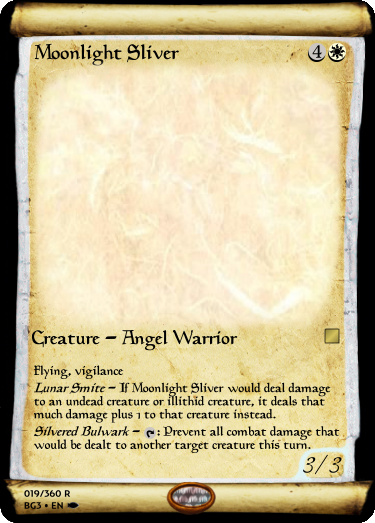 Moonlight Sliver 4
Creature – Angel Warrior
Flying, vigilance
Lunar Smite – If Moonlight Sliver would deal damage
to an undead creature or illithid creature, it deals that
much damage plus 1 to that creature instead.
Silvered Bulwark – : Prevent all combat damage that
would be dealt to another target creature this turn.
3/3
019/360 R
BG3 • EN